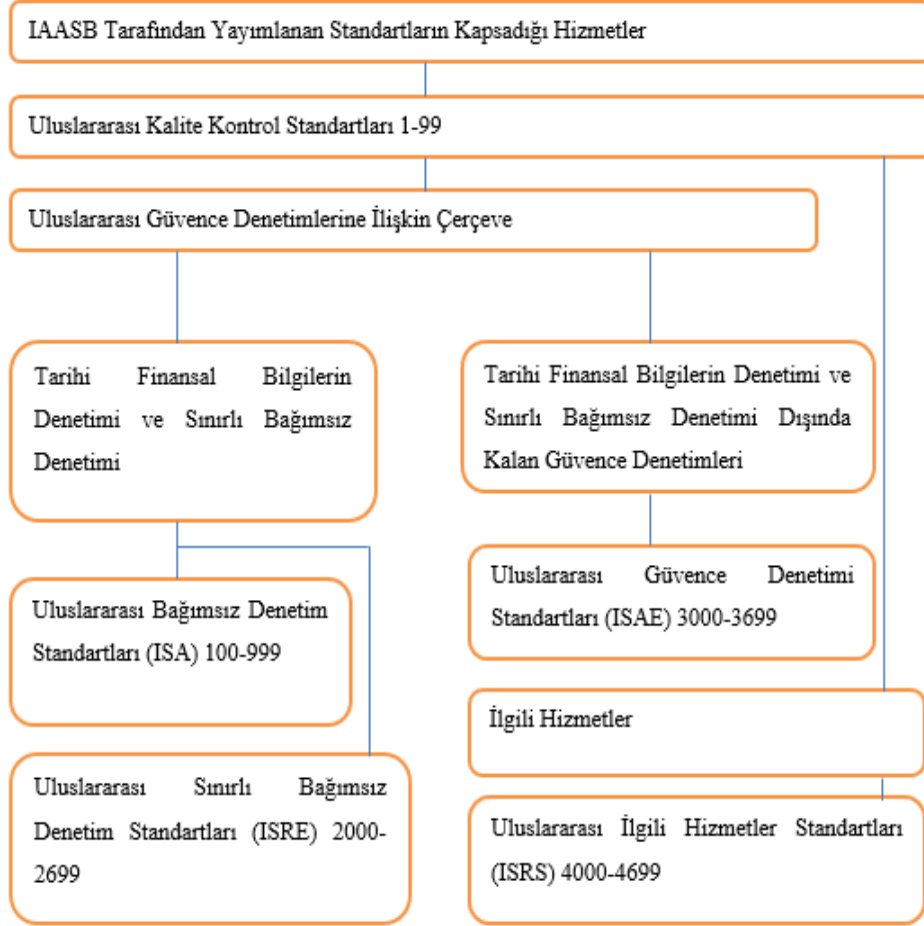 IAASB Tarafından Yayımlanan Standartların Kapsadığı Hizmetler
Uluslararası Kalite Kontrol Standartları 1-99
Uluslararası Güvence Denetimlerine İlişkin Çerçeve
Tarihi Finansal Bilgilerin
Denetimi ve Sınırlı Bağımsız
Denetimi
Tarihi Finansal Bilgilerin Denetimi ve
Sınırlı Bağımsız Denetimi Dışında
Kalan Güvence Denetimleri
Uluslararası Bağımsız Denetim
Standartları (ISA) 100-999
Uluslararası Güvence Denetimi
Standartları (ISAE) 3000-3699
İlgili Hizmetler
Uluslararası Sınırlı Bağımsız
Denetim Standartları (ISRE) 2000-
2699
Uluslararası İlgili Hizmetler Standartları
(ISRS) 4000-4699